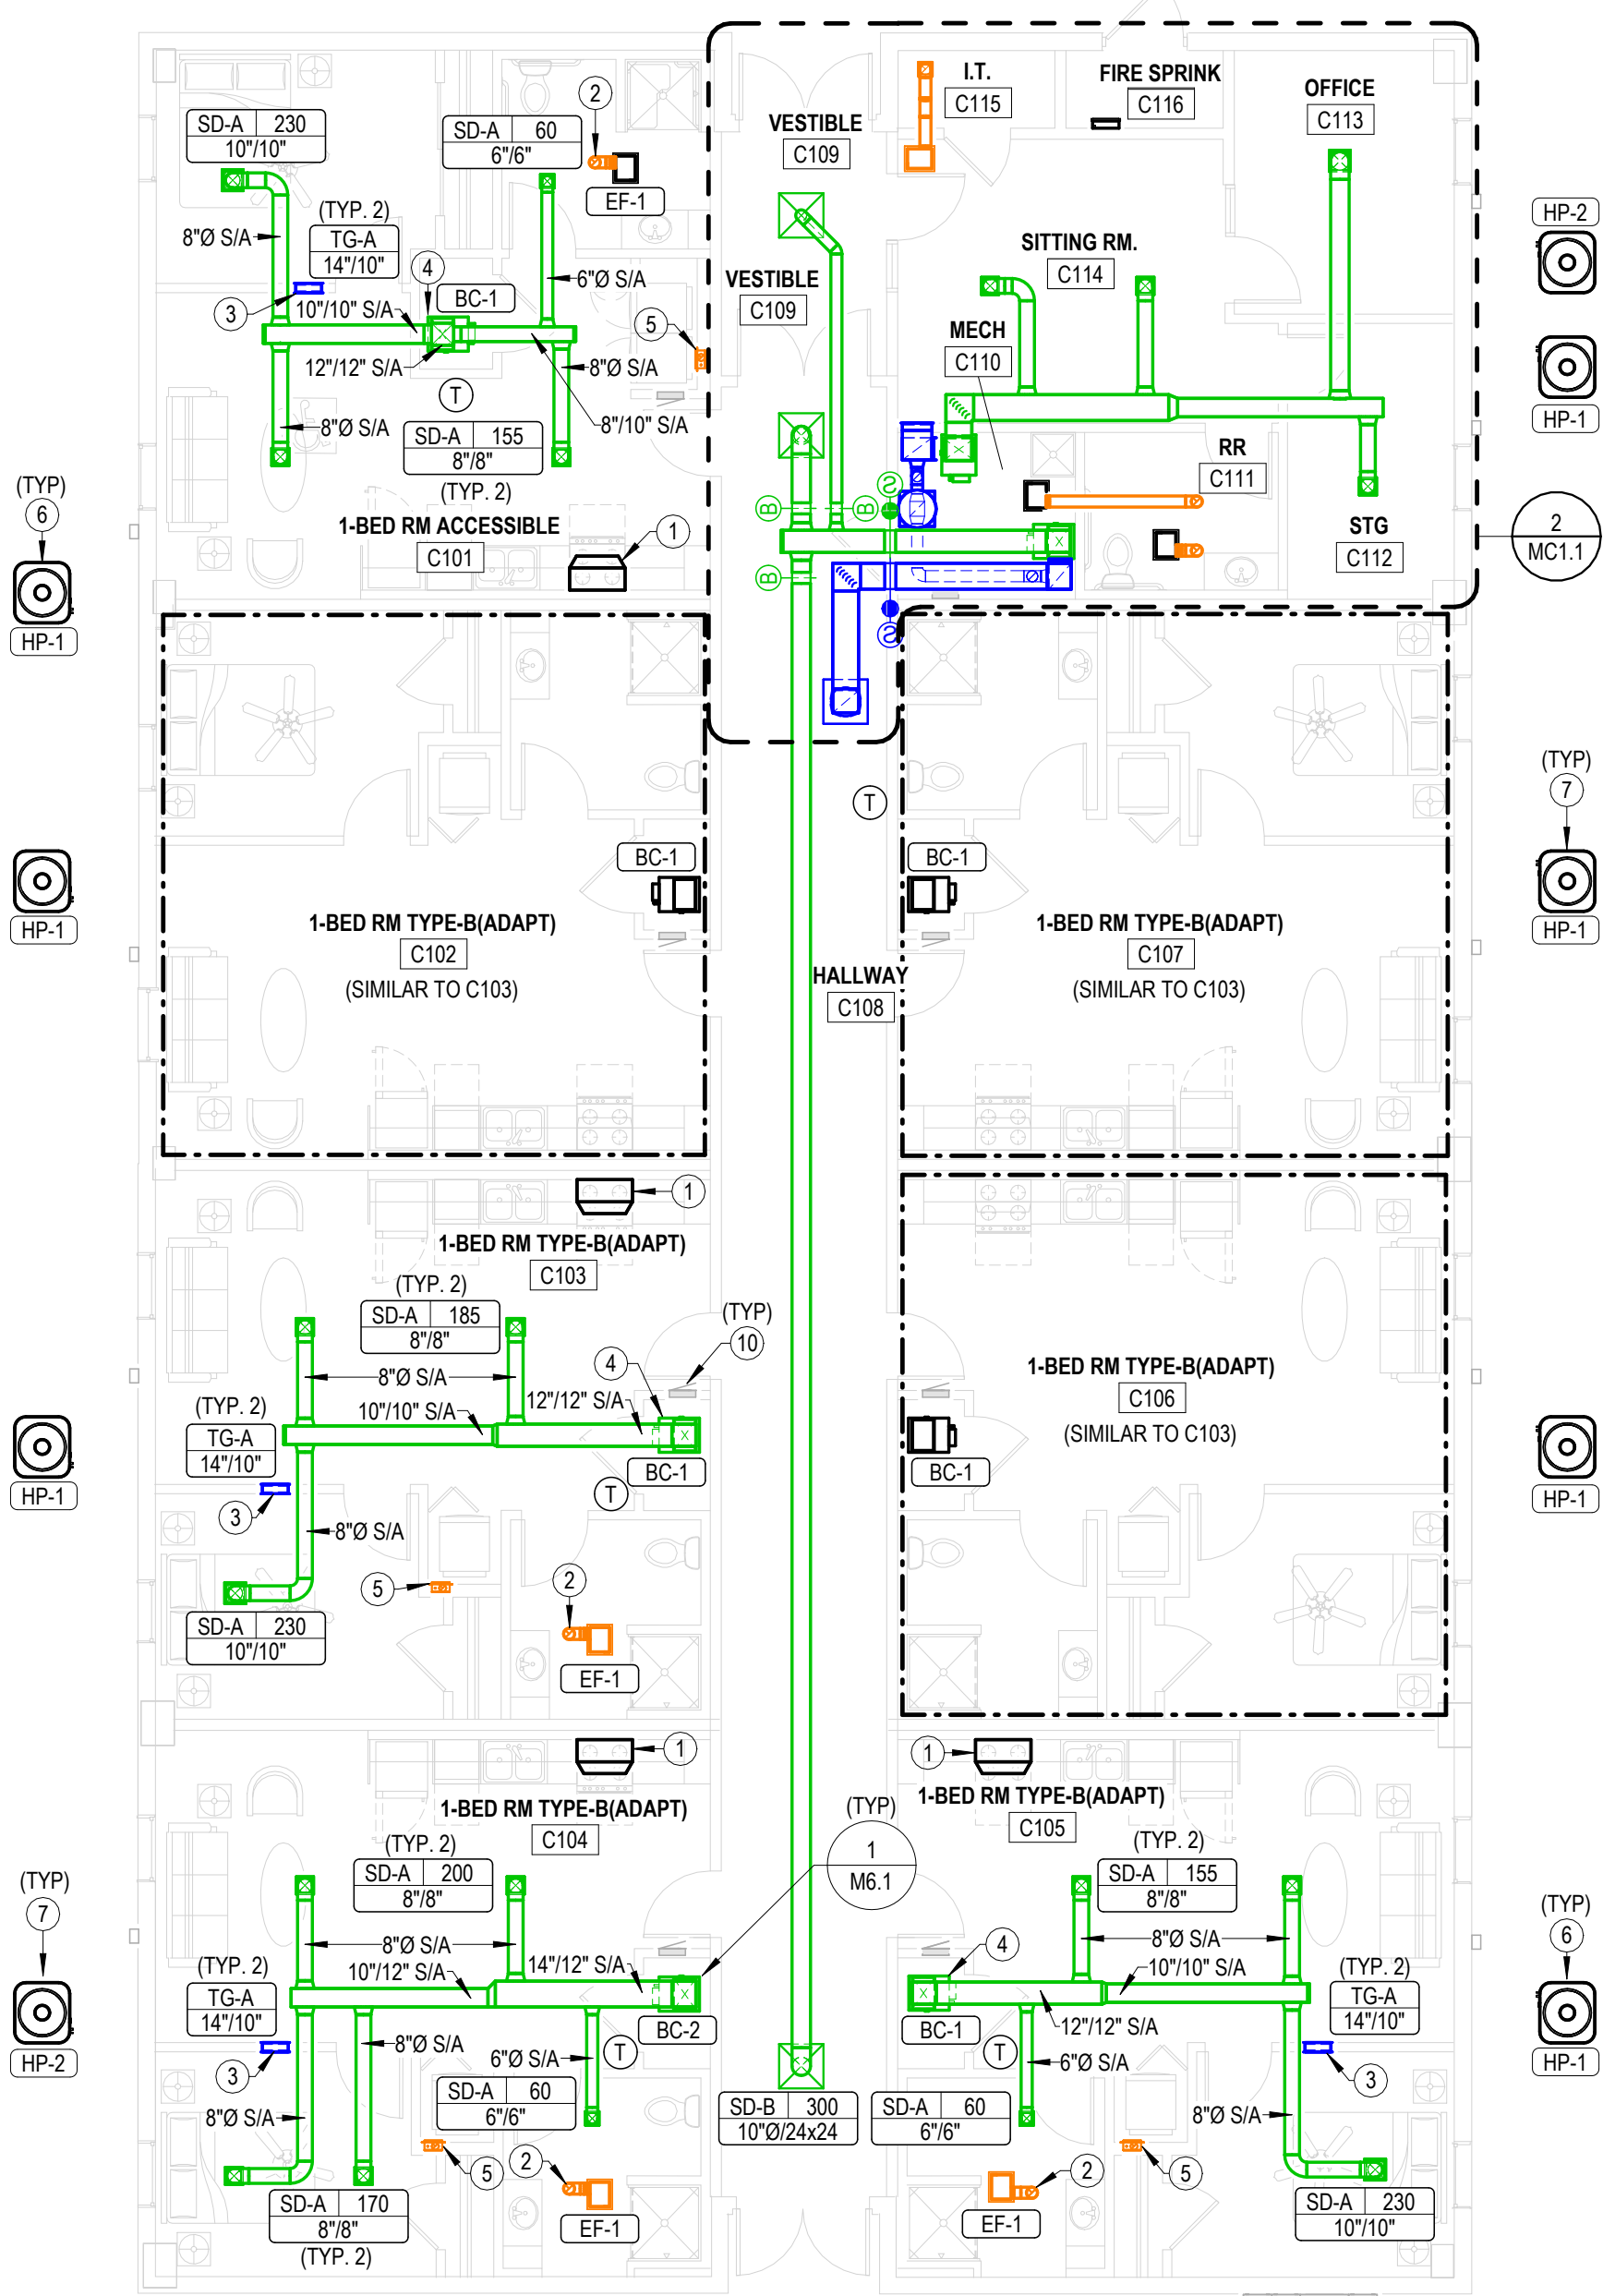 I.T.
C115
FIRE SPRINK
C116
OFFICE
C113
VESTIBLE
C109
SD-A 230
10"/10"
SD-A 60
6"/6"
2
EF-1
(TYP. 2)
TG-A
14"/10"
8"Ø S/A
4
BC-1
3
10"/10" S/A
12"/12" S/A
6"Ø S/A
5
T
8"Ø S/A
8"Ø S/A
8"/10" S/A
SD-A 155
8"/8"
(TYP. 2)
1-BED RM ACCESSIBLE
C101
1
VESTIBLE
C109
SITTING RM.
C114
MECH
C110
RR
C111
STG
C112
S
B
B
B
S
HP-2
HP-1
2
MC1.1
(TYP)
6
HP-1
T
(TYP)
7
HP-1
HP-1
BC-1
1-BED RM TYPE-B(ADAPT)
C102
(SIMILAR TO C103)
BC-1
1-BED RM TYPE-B(ADAPT)
C107
(SIMILAR TO C103)
HALLWAY
C108
1
1-BED RM TYPE-B(ADAPT)
C103
(TYP. 2)
SD-A 185
8"/8"
(TYP)
10
8"Ø S/A
4
10"/10" S/A
12"/12" S/A
(TYP. 2)
TG-A
14"/10"
BC-1
3
T
8"Ø S/A
5
2
SD-A 230
10"/10"
EF-1
HP-1
1-BED RM TYPE-B(ADAPT)
C106
(SIMILAR TO C103)
BC-1
HP-1
1
1-BED RM TYPE-B(ADAPT)
C104
(TYP. 2)
SD-A 200
8"/8"
(TYP)
1
M6.1
8"Ø S/A
10"/12" S/A
14"/12" S/A
(TYP. 2)
TG-A
14"/10"
BC-2
3
8"Ø S/A
6"Ø S/A
T
SD-A 60
6"/6"
8"Ø S/A
5
2
SD-A 170
8"/8"
(TYP. 2)
EF-1
(TYP)
7
HP-2
SD-B 300
10"Ø/24x24
1
1-BED RM TYPE-B(ADAPT)
C105
(TYP. 2)
SD-A 155
8"/8"
4
8"Ø S/A
10"/10" S/A
(TYP. 2)
TG-A
14"/10"
BC-1
12"/12" S/A
T
6"Ø S/A
3
SD-A 60
6"/6"
8"Ø S/A
2
5
EF-1
SD-A 230
10"/10"
(TYP)
6
HP-1